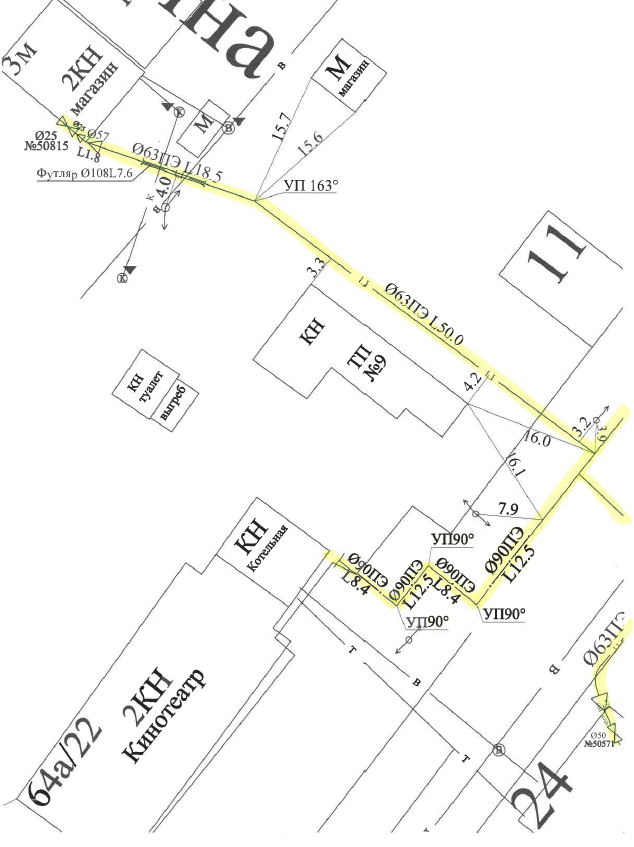 ина
3м
2КН
магазин
М
магазин
в
К
М
В
15.7
15.6
Ø25
№50815
Ø57
L1.8
Ø63ПЭ L18.5
Футляр Ø108L7.6
УП 163°
4.0
К
в
К
3.3
Ø63ПЭ L50.0
11
КН
ТП
№9
КН
туалет
выгреб
4.2
3.2
3.9
16.0
16.1
7.9
КН
Котельная
УП90°
Ø90ПЭ
L8.4
Ø90ПЭ
L12.5
Ø90ПЭ
L8.4
Ø90ПЭ
L12.5
УП90°
УП90°
Ø63ПЭ
В
т
в
2КН
Кинотеатр
64а/22
В
т
Ø50
№50571
24